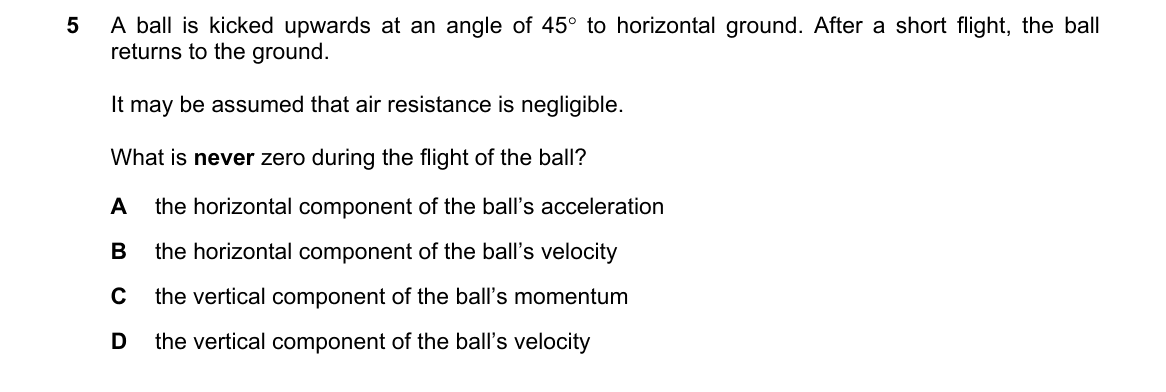 5 A ball is kicked upwards at an angle of 45° to horizontal ground. After a short flight, the ball
returns to the ground.
It may be assumed that air resistance is negligible.
What is never zero during the flight of the ball?
A the horizontal component of the ball’s acceleration
B the horizontal component of the ball’s velocity
C the vertical component of the ball’s momentum
D the vertical component of the ball’s velocity